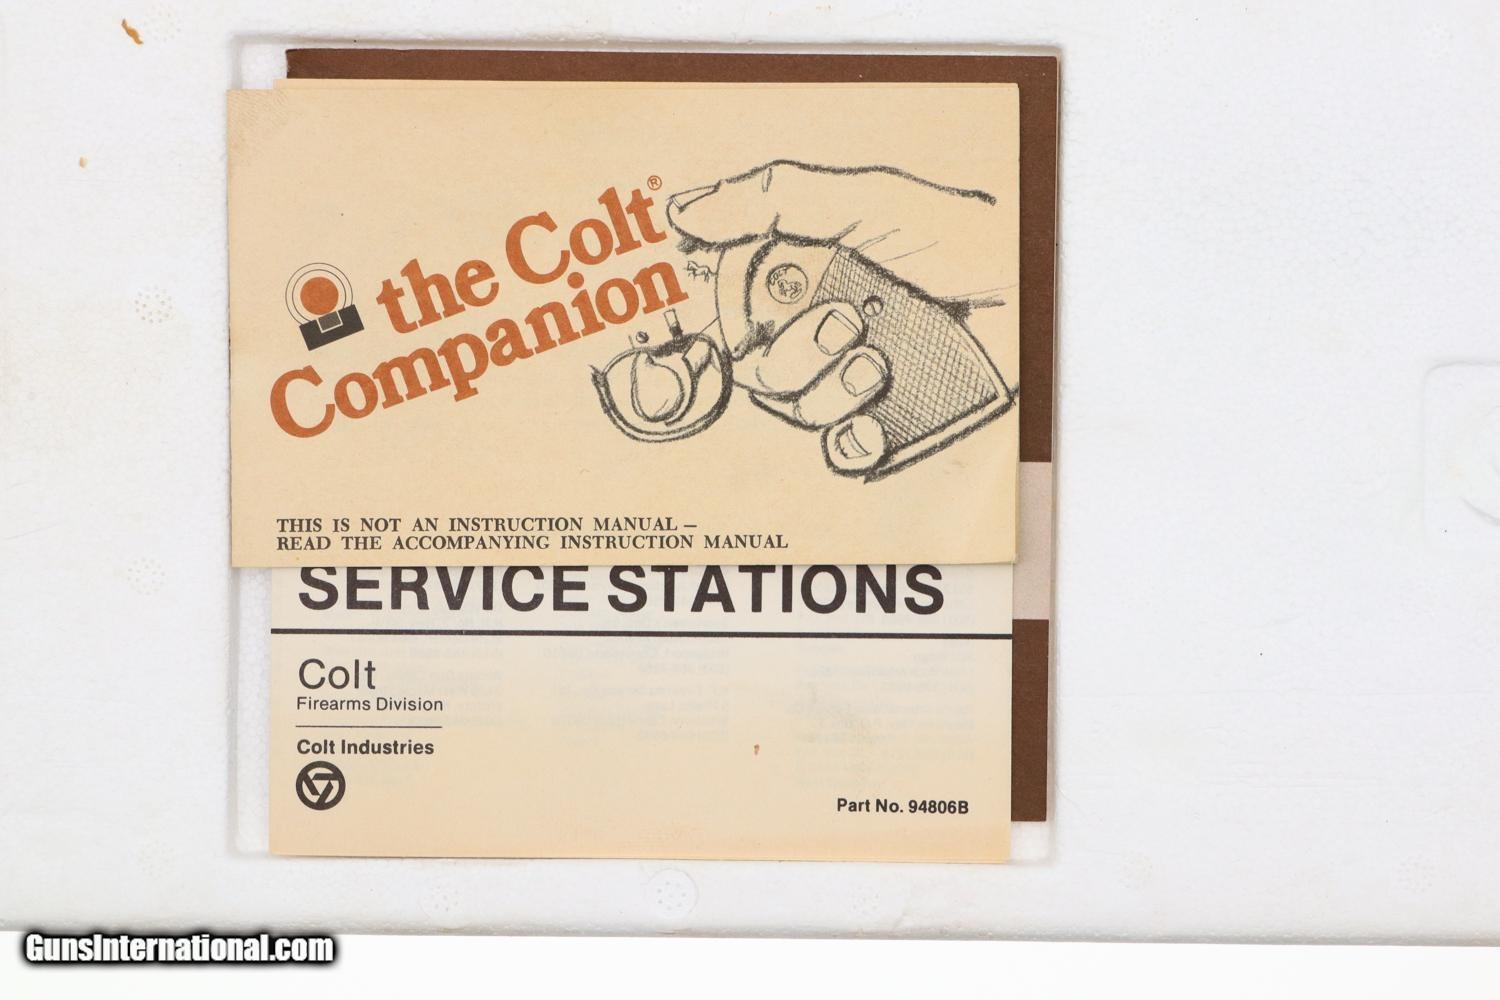 the Colt®
Companion
THIS IS NOT AN INSTRUCTION MANUAL —
READ THE ACCOMPANYING INSTRUCTION MANUAL
SERVICE STATIONS
Colt
Firearms Division
Colt Industries
Part No. 94806B
GunsInternational.com